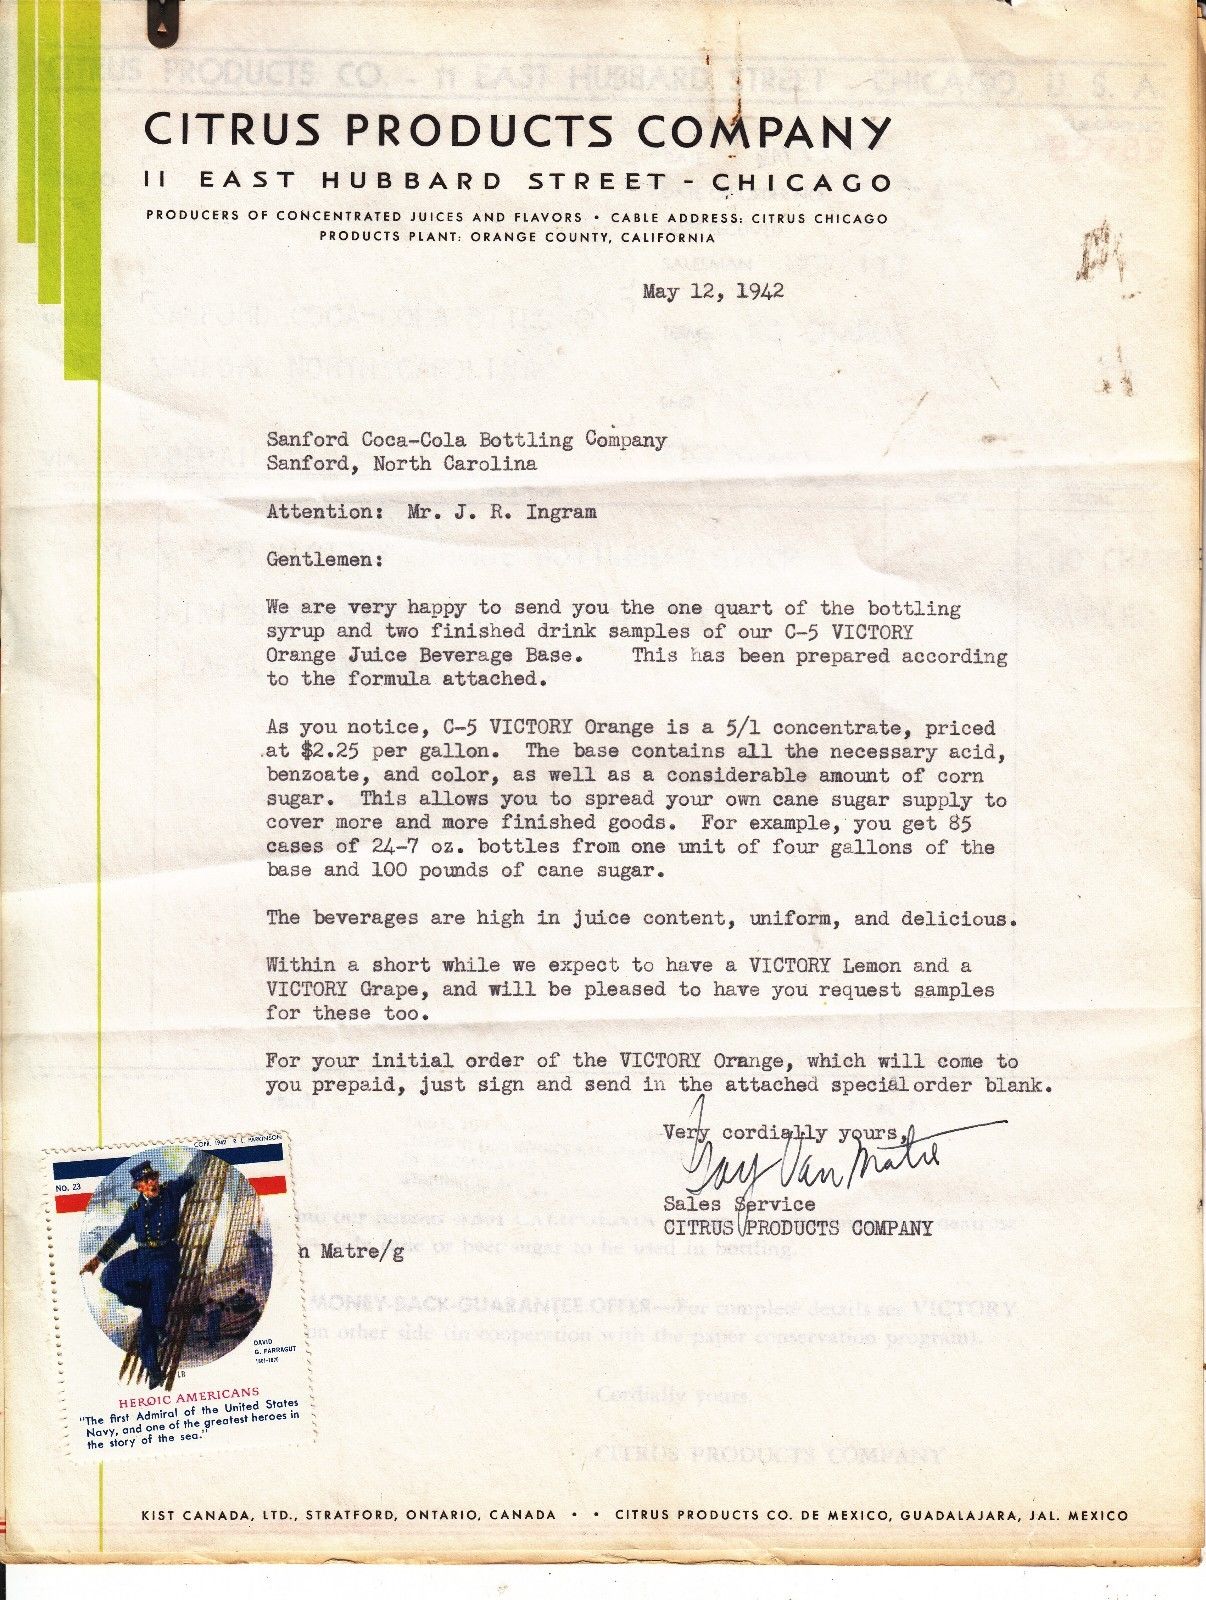 CITRUS PRODUCTS COMPANY
11 EAST HUBBARD STREET - CHICAGO
PRODUCERS OF CONCENTRATED JUICES AND FLAVORS • CABLE ADDRESS: CITRUS CHICAGO
PRODUCTS PLANT: ORANGE COUNTY, CALIFORNIA
May 12, 1942
Sanford Coca-Cola Bottling Company
Sanford, North Carolina
Attention: Mr. J. R. Ingram
Gentlemen:
We are very happy to send you the one quart of the bottling
syrup and two finished drink samples of our C-5 VICTORY
Orange Juice Beverage Base. This has been prepared according
to the formula attached.
As you notice, C-5 VICTORY Orange is a 5/1 concentrate, priced
at $2.25 per gallon. The base contains all the necessary acid,
benzoate, and color, as well as a considerable amount of corn
sugar. This allows you to spread your own cane sugar supply to
cover more and more finished goods. For example, you get 85
cases of 24-7 oz. bottles from one unit of four gallons of the
base and 100 pounds of cane sugar.
The beverages are high in juice content, uniform, and delicious.
Within a short while we expect to have a VICTORY Lemon and a
VICTORY Grape, and will be pleased to have you request samples
for these too.
For your initial order of the VICTORY Orange, which will come to
you prepaid, just sign and send in the attached special order blank.
Very cordially yours,
Van Matre
Sales Service
CITRUS PRODUCTS COMPANY
n Matre/g
COPR. 1942 R. L. PARKINSON
NO. 23
DAVID
G. FARRAGUT
HEROIC AMERICANS
"The first Admiral of the United States
Navy, and one of the greatest heroes in
the story of the sea."
KIST CANADA, LTD., STRATFORD, ONTARIO, CANADA • • CITRUS PRODUCTS CO. DE MEXICO, GUADALAJARA, JAL. MEXICO